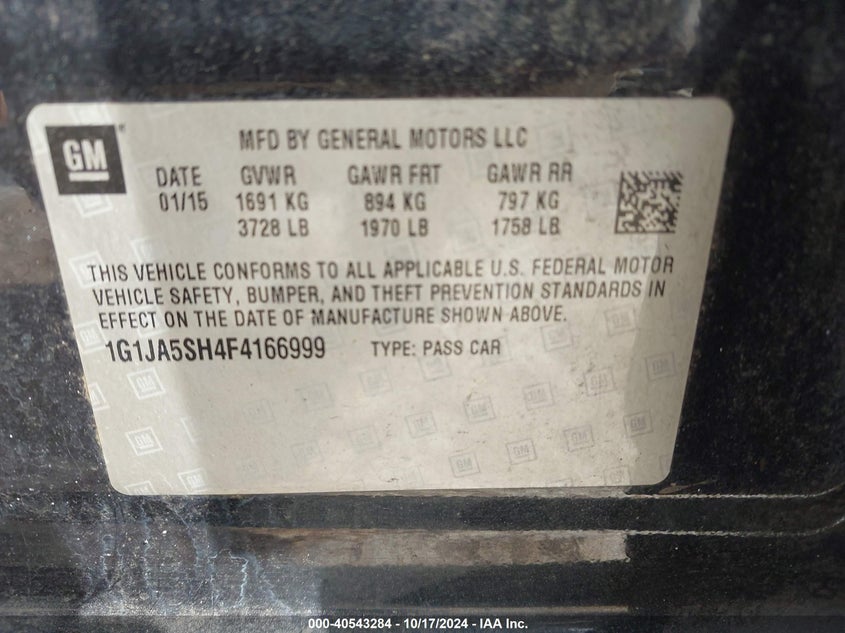 GM
MFD BY GENERAL MOTORS LLC
DATE GVWR GAWR FRT GAWR RR
01/15 1691 KG 894 KG 797 KG
3728 LB 1970 LB 1758 LB
THIS VEHICLE CONFORMS TO ALL APPLICABLE U.S. FEDERAL MOTOR
VEHICLE SAFETY, BUMPER, AND THEFT PREVENTION STANDARDS IN
EFFECT ON THE DATE OF MANUFACTURE SHOWN ABOVE.
1G1JA5SH4F4166999 TYPE: PASS CAR
000-40543284 - 10/17/2024 - IAA Inc.